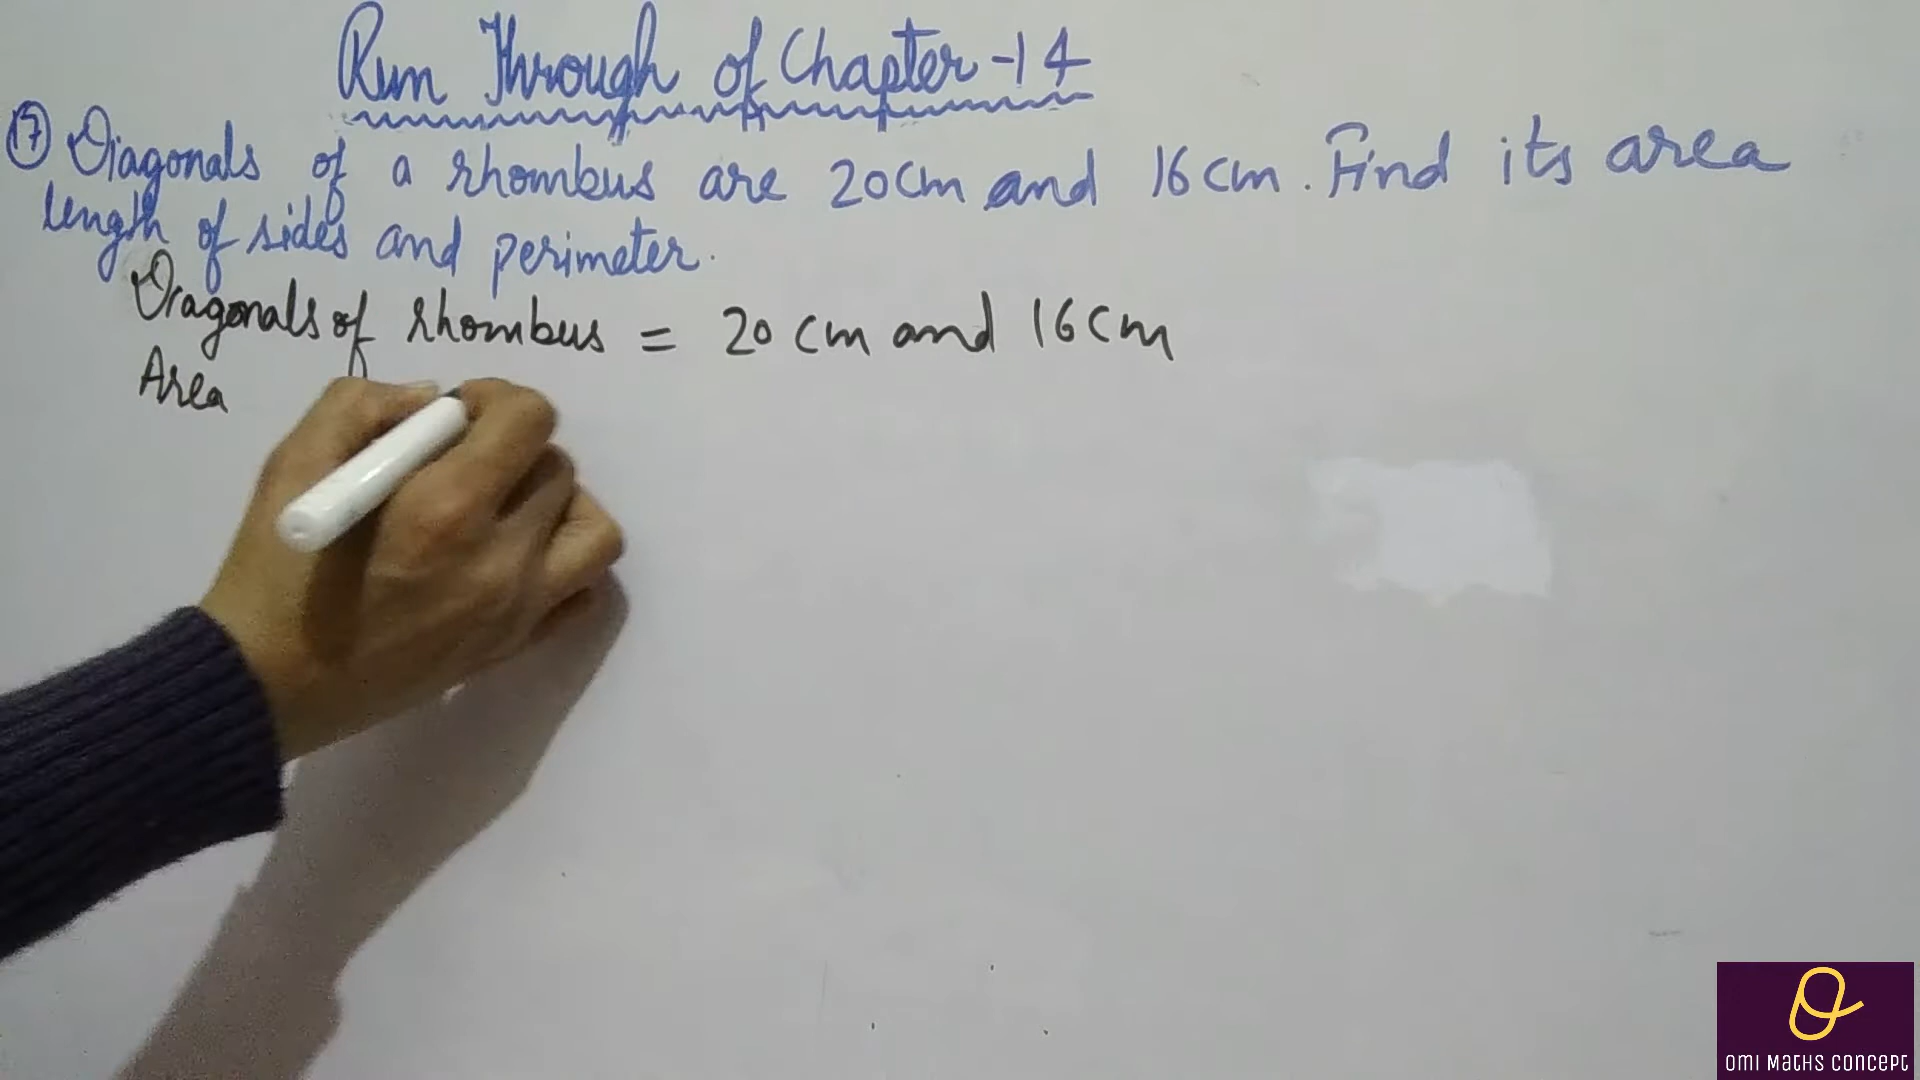 Run Through of Chapter-14
17 Diagonals of a rhombus are 20cm and 16cm. Find its area
length of sides and perimeter.
Diagonals of rhombus = 20 cm and 16 cm
Area
OMI MATHS CONCEPT